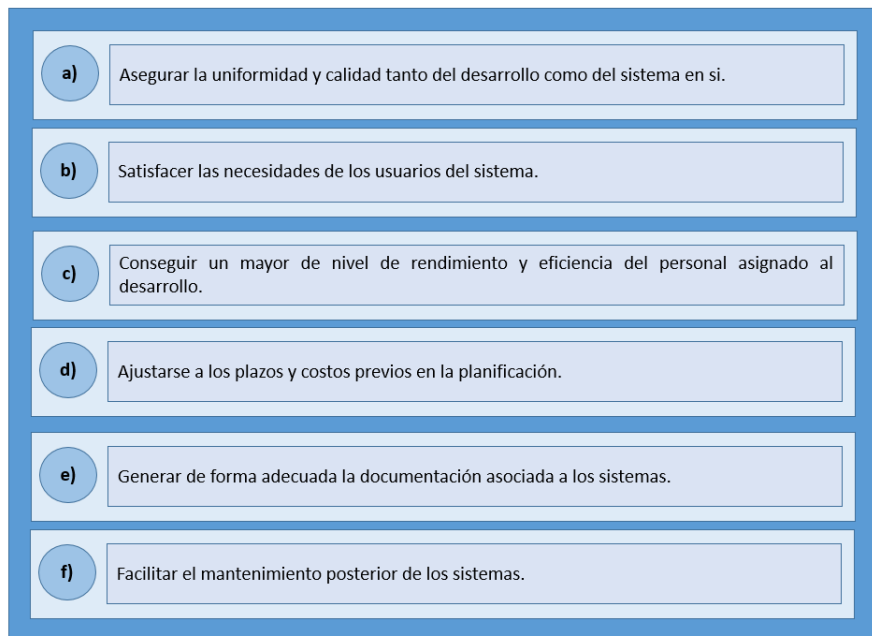 a) Asegurar la uniformidad y calidad tanto del desarrollo como del sistema en si.
b) Satisfacer las necesidades de los usuarios del sistema.
c) Conseguir un mayor de nivel de rendimiento y eficiencia del personal asignado al
desarrollo.
d) Ajustarse a los plazos y costos previos en la planificación.
e) Generar de forma adecuada la documentación asociada a los sistemas.
f) Facilitar el mantenimiento posterior de los sistemas.